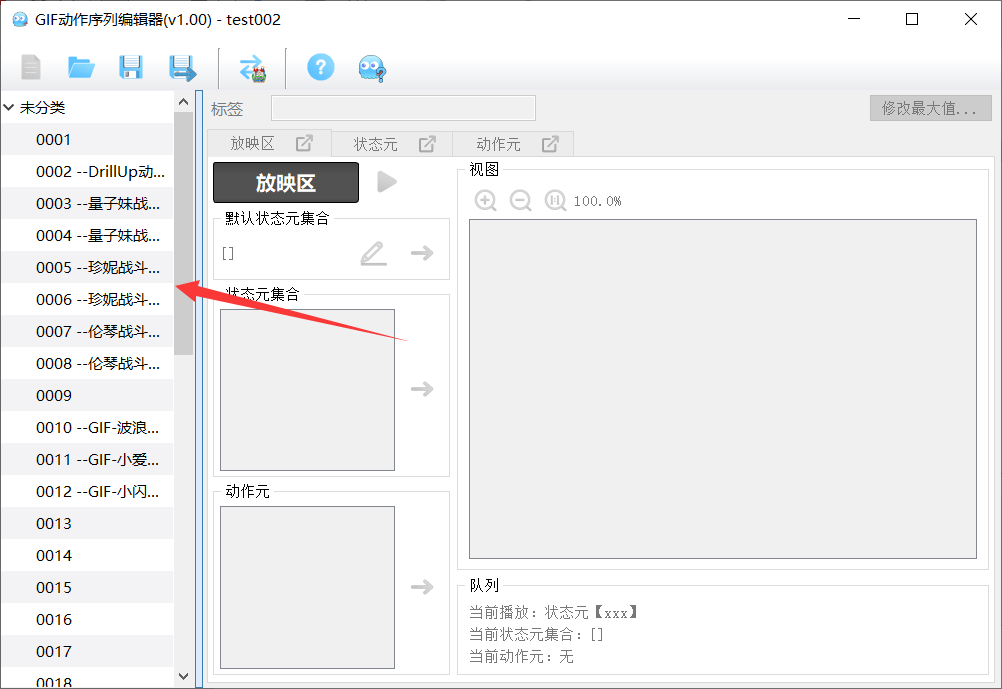 GIF动作序列编辑器(v1.00) - test002
未分类
0001
0002 --DrillUp动...
0003 --量子妹战...
0004 --量子妹战...
0005 --珍妮战斗...
0006 --珍妮战斗...
0007 --伦琴战斗...
0008 --伦琴战斗...
0009
0010 --GIF-波浪...
0011 --GIF-小爱...
0012 --GIF-小闪...
0013
0014
0015
0016
0017
0018
标签
修改最大值...
放映区 状态元 动作元
放映区
默认状态元集合
[]
状态元集合
动作元
视图
100.0%
队列
当前播放: 状态元【xxx】
当前状态元集合: []
当前动作元: 无